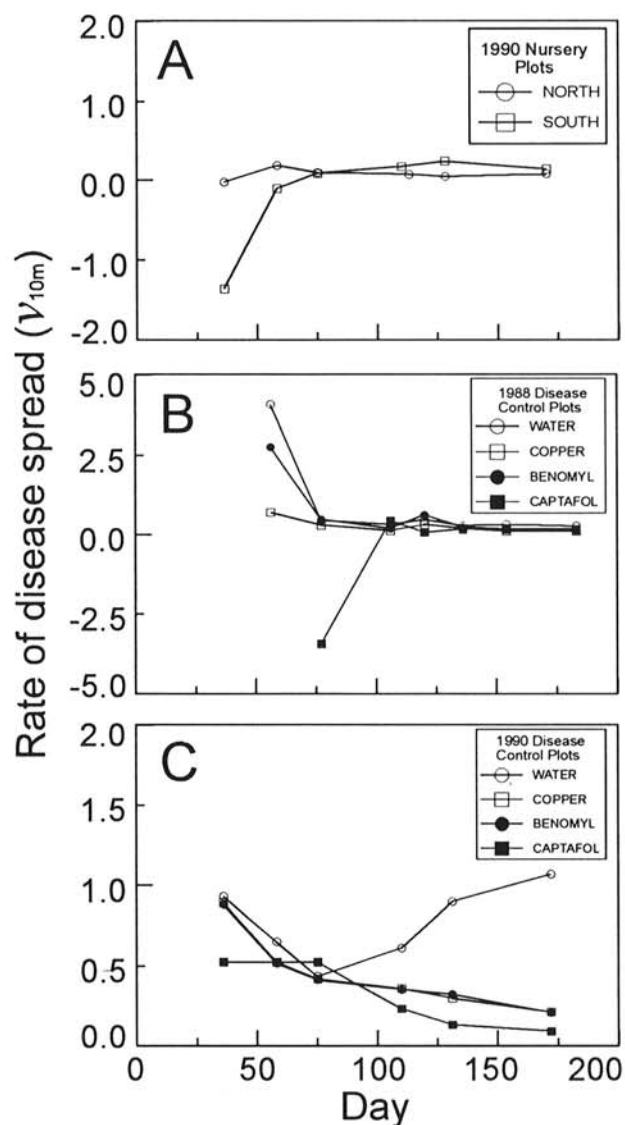 Rate of disease spread (v10m)
A
2.0
1.0
0.0
-1.0
-2.0
1990 Nursery
Plots
NORTH
SOUTH
B
5.0
2.5
0.0
-2.5
-5.0
1988 Disease
Control Plots
WATER
COPPER
BENOMYL
CAPTAFOL
C
2.0
1.5
1.0
0.5
0.0
1990 Disease
Control Plots
WATER
COPPER
BENOMYL
CAPTAFOL
0 50 100 150 200
Day